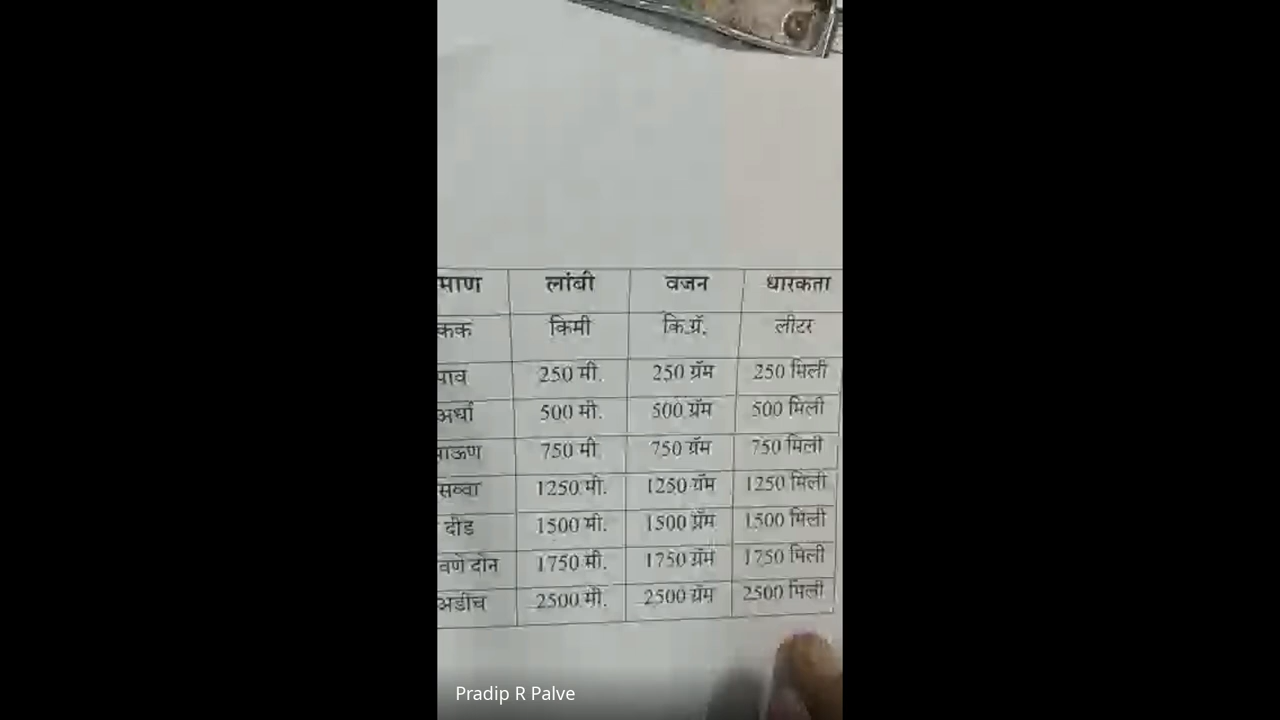 माण लांबी वजन धारकता
कक किमी कि.ग्रॅ. लीटर
पाव 250 मी. 250 ग्रॅम 250 मिली
अर्धा 500 मी. 500 ग्रॅम 500 मिली
पाऊण 750 मी 750 ग्रॅम 750 मिली
सव्वा 1250 मी. 1250 ग्रॅम 1250 मिली
दीड 1500 मी. 1500 ग्रॅम 1500 मिली
वणे दोन 1750 मी. 1750 ग्रॅम 1750 मिली
अडीच 2500 मी. 2500 ग्रॅम 2500 मिली
Pradip R Palve